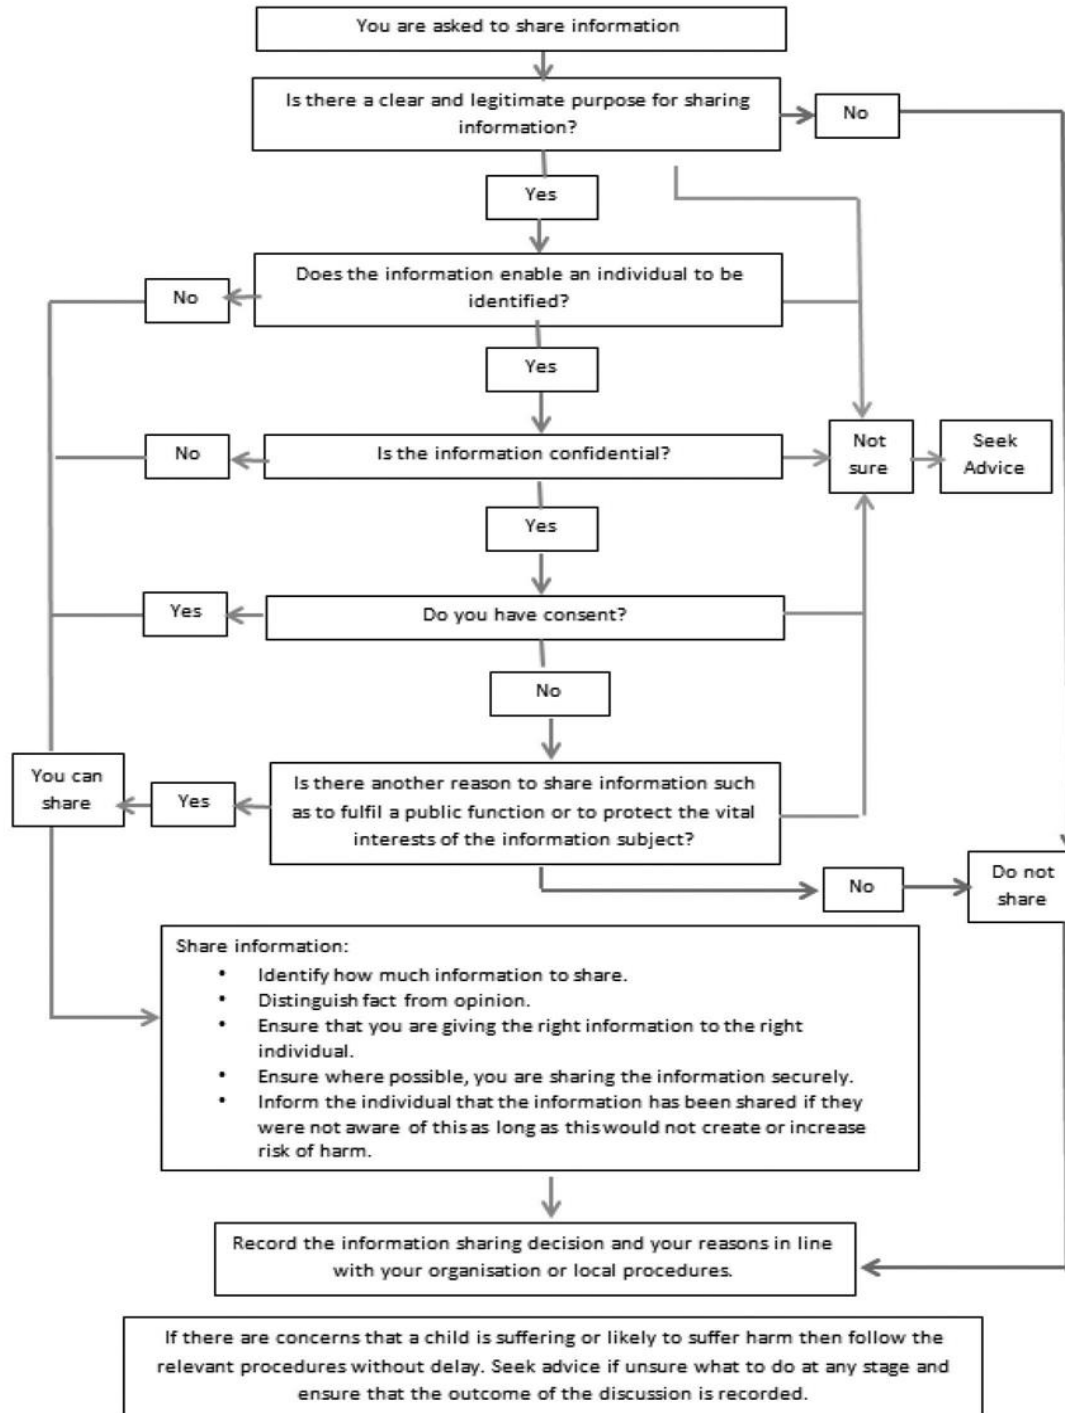 You are asked to share information
Is there a clear and legitimate purpose for sharing
information?
No
Yes
Does the information enable an individual to be
identified?
No
Yes
Is the information confidential?
No
Not
sure
Seek
Advice
Yes
Do you have consent?
Yes
No
Is there another reason to share information such
as to fulfil a public function or to protect the vital
interests of the information subject?
Yes
You can
share
No
Do not
share
Share information:
• Identify how much information to share.
• Distinguish fact from opinion.
• Ensure that you are giving the right information to the right
individual.
• Ensure where possible, you are sharing the information securely.
• Inform the individual that the information has been shared if they
were not aware of this as long as this would not create or increase
risk of harm.
Record the information sharing decision and your reasons in line
with your organisation or local procedures.
If there are concerns that a child is suffering or likely to suffer harm then follow the
relevant procedures without delay. Seek advice if unsure what to do at any stage and
ensure that the outcome of the discussion is recorded.